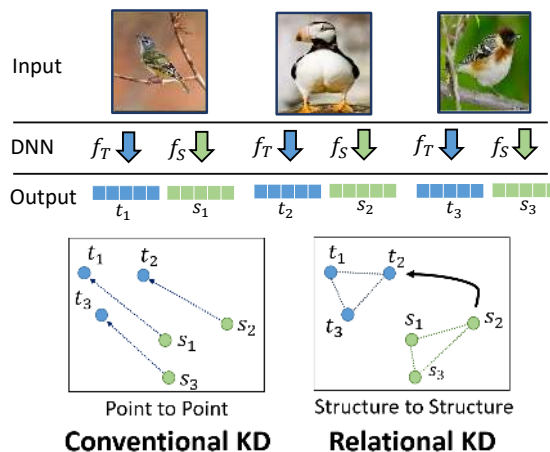 Input
DNN f_T f_S f_T f_S f_T f_S
Output
t_1 s_1 t_2 s_2 t_3 s_3
t_1 t_2 t_3 s_1 s_2 s_3
t_1 t_2 t_3 s_1 s_2 s_3
Point to Point Structure to Structure
Conventional KD Relational KD